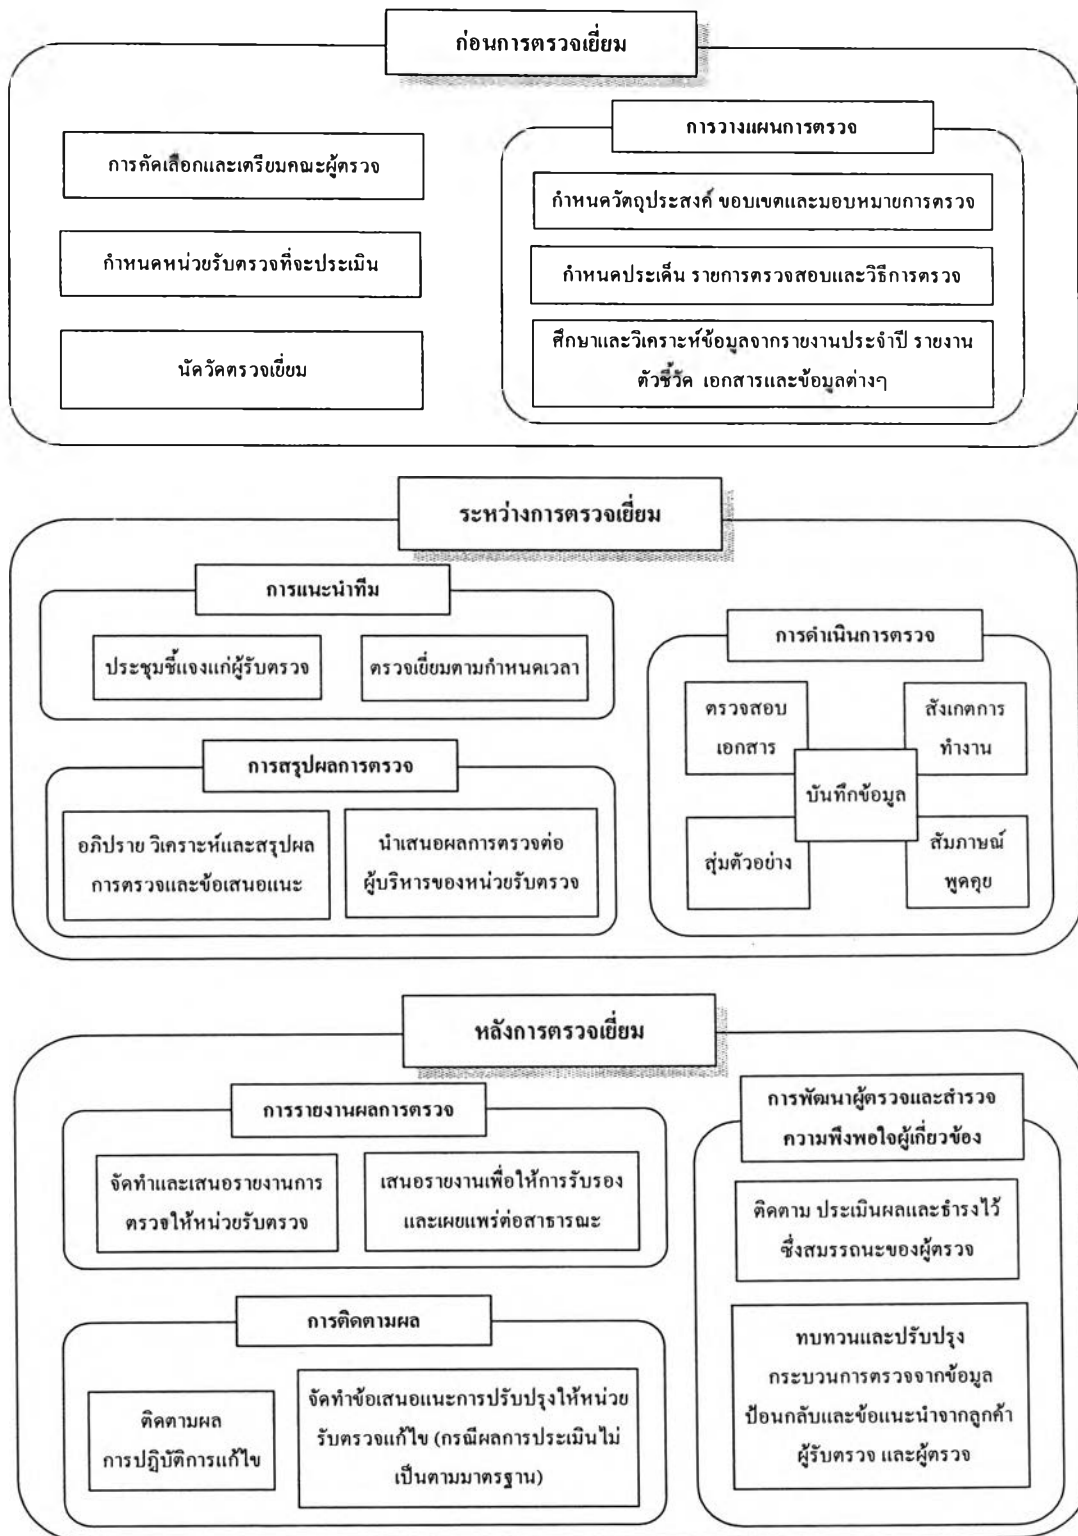 ก่อนการตรวจเยี่ยม
การคัดเลือกและเตรียมคณะผู้ตรวจ
กำหนดหน่วยรับตรวจที่จะประเมิน
นัดวัดตรวจเยี่ยม
การวางแผนการตรวจ
กำหนดวัตถุประสงค์ ขอบเขตและมอบหมายการตรวจ
กำหนดประเด็น รายการตรวจสอบและวิธีการตรวจ
ศึกษาและวิเคราะห์ข้อมูลจากรายงานประจำปี รายงาน
ตัวชี้วัด เอกสารและข้อมูลต่างๆ
ระหว่างการตรวจเยี่ยม
การแนะนำทีม
ประชุมชี้แจงแก่ผู้รับตรวจ
ตรวจเยี่ยมตามกำหนดเวลา
การสรุปผลการตรวจ
อภิปราย วิเคราะห์และสรุปผล
การตรวจและข้อเสนอแนะ
นำเสนอผลการตรวจต่อ
ผู้บริหารของหน่วยรับตรวจ
การดำเนินการตรวจ
ตรวจสอบ
เอกสาร
สังเกตการ
ทำงาน
บันทึกข้อมูล
สุ่มตัวอย่าง
สัมภาษณ์
พูดคุย
หลังการตรวจเยี่ยม
การรายงานผลการตรวจ
จัดทำและเสนอรายงานการ
ตรวจให้หน่วยรับตรวจ
เสนอรายงานเพื่อให้การรับรอง
และเผยแพร่ต่อสาธารณะ
การติดตามผล
ติดตามผล
การปฏิบัติการแก้ไข
จัดทำข้อเสนอแนะการปรับปรุงให้หน่วย
รับตรวจแก้ไข (กรณีผลการประเมินไม่
เป็นตามมาตรฐาน)
การพัฒนาผู้ตรวจและสำรวจ
ความพึงพอใจผู้เกี่ยวข้อง
ติดตาม ประเมินผลและธำรงไว้
ซึ่งสมรรถนะของผู้ตรวจ
ทบทวนและปรับปรุง
กระบวนการตรวจจากข้อมูล
ป้อนกลับและข้อแนะนำจากลูกค้า
ผู้รับตรวจ และผู้ตรวจ